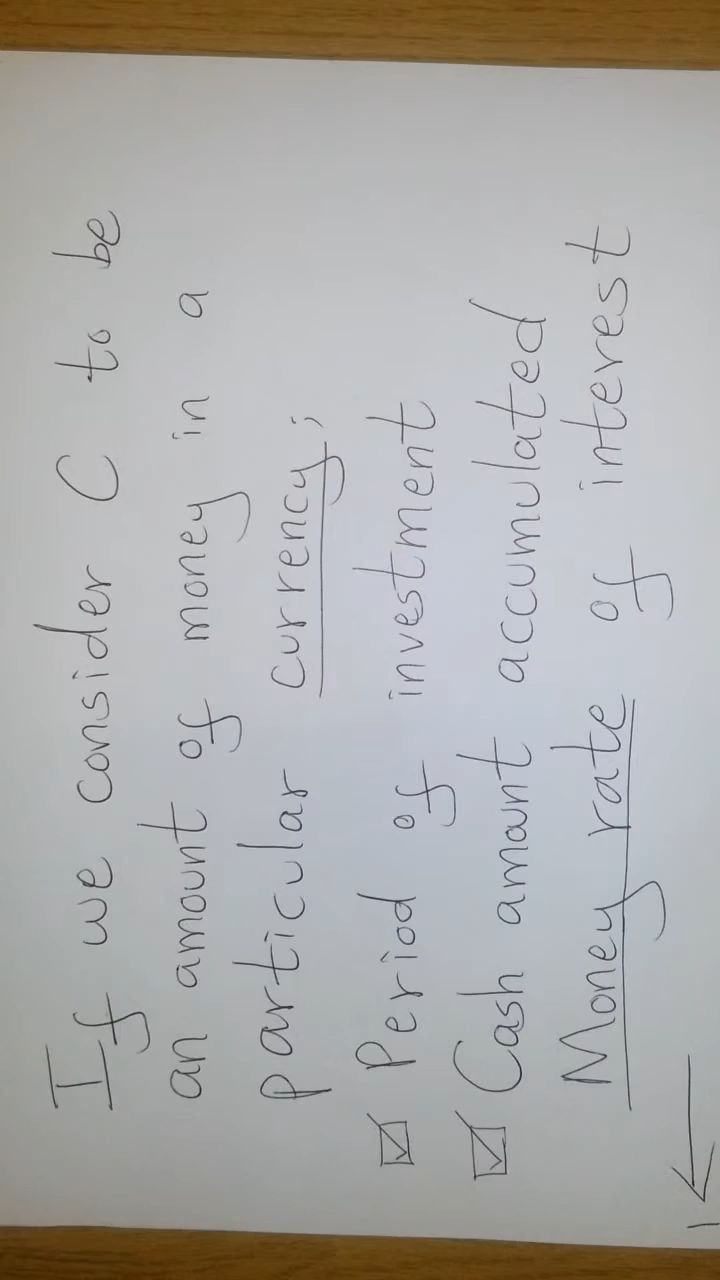 If we consider C to be
an amount of money in a
particular currency;
☑ Period of investment
☑ Cash amount accumulated
Money rate of interest